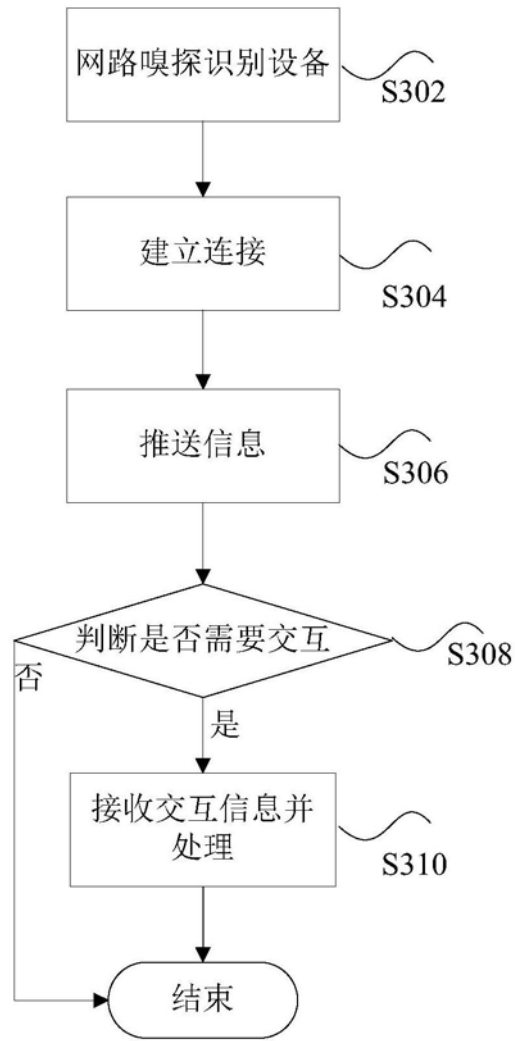 网路嗅探识别设备
S302
建立连接
S304
推送信息
S306
判断是否需要交互
S308
否
是
接收交互信息并
处理
S310
结束